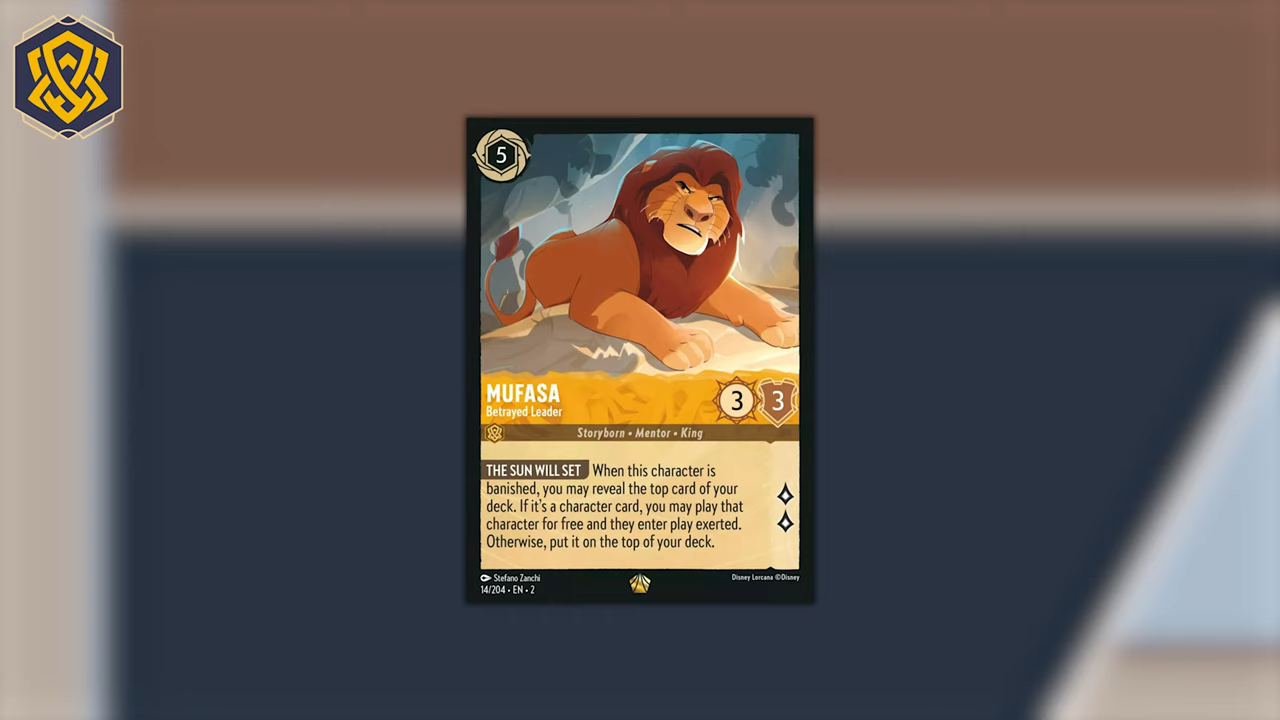 5
MUFASA
Betrayed Leader
3 3
Storyborn • Mentor • King
THE SUN WILL SET When this character is
banished, you may reveal the top card of your
deck. If it's a character card, you may play that
character for free and they enter play exerted.
Otherwise, put it on the top of your deck.
Stefano Zanchi
Disney Lorcana ©Disney
14/204 • EN • 2